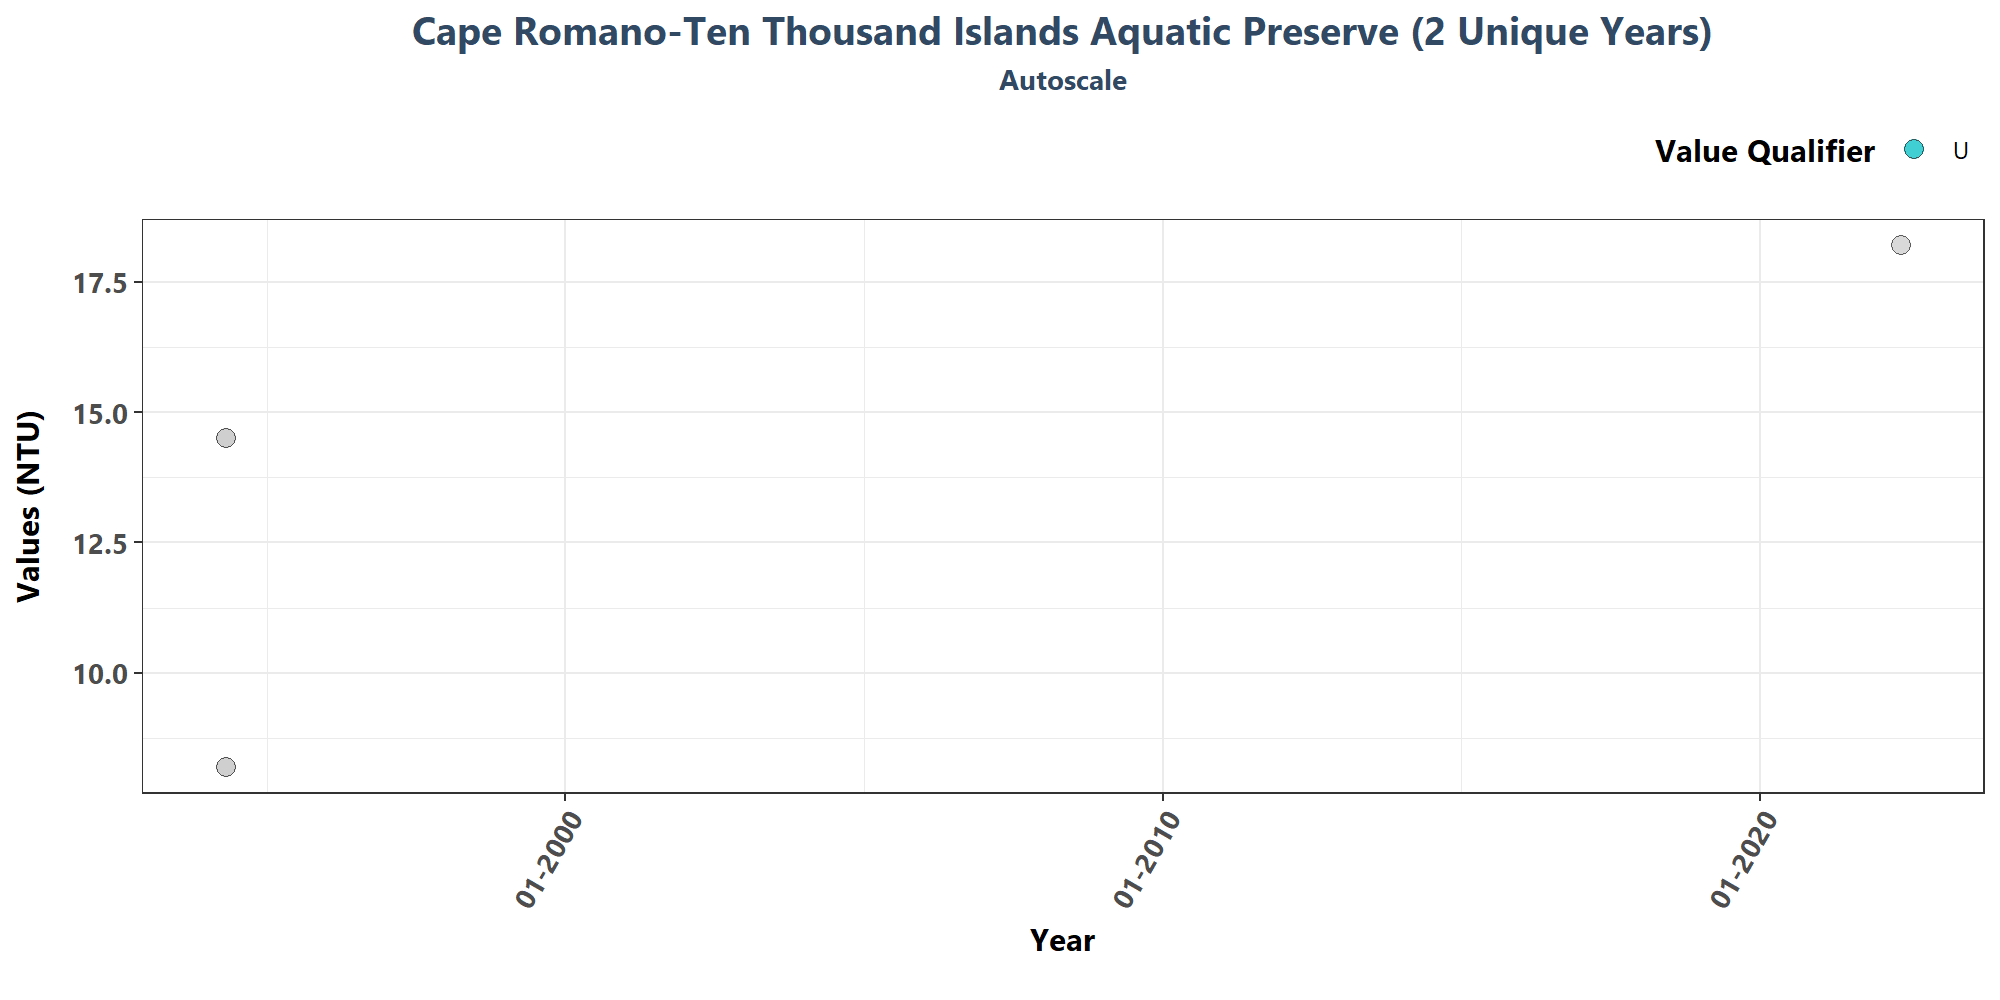 Cape Romano-Ten Thousand Islands Aquatic Preserve (2 Unique Years)
Autoscale
Value Qualifier U
Values (NTU)
17.5
15.0
12.5
10.0
01-2000
01-2010
01-2020
Year